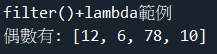 filter()+lambda範例
偶數有: [12, 6, 78, 10]